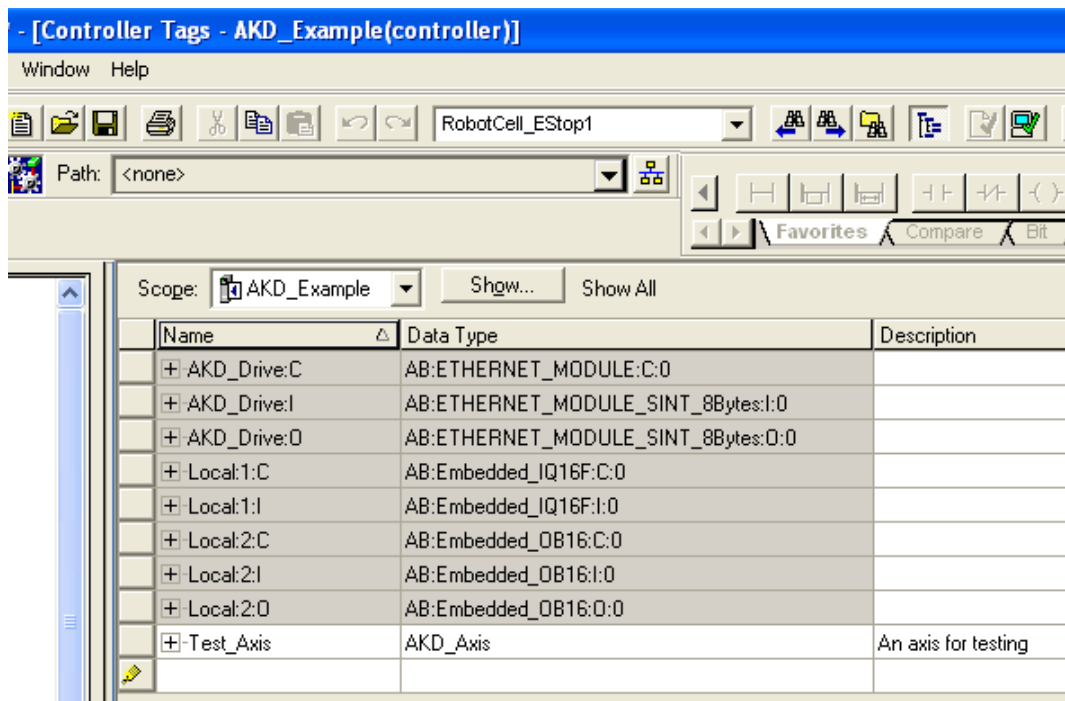 - [Controller Tags - AKD_Example(controller)]
Window Help
RobotCell_EStop1
Path: <none>
Favorites Compare Bit
Scope: AKD_Example Show... Show All
Name Data Type Description
AKD_Drive:C AB:ETHERNET_MODULE:C:0
AKD_Drive:I AB:ETHERNET_MODULE_SINT_8Bytes:I:0
AKD_Drive:O AB:ETHERNET_MODULE_SINT_8Bytes:O:0
Local:1:C AB:Embedded_IQ16F:C:0
Local:1:I AB:Embedded_IQ16F:I:0
Local:2:C AB:Embedded_OB16:C:0
Local:2:I AB:Embedded_OB16:I:0
Local:2:O AB:Embedded_OB16:O:0
Test_Axis AKD_Axis An axis for testing